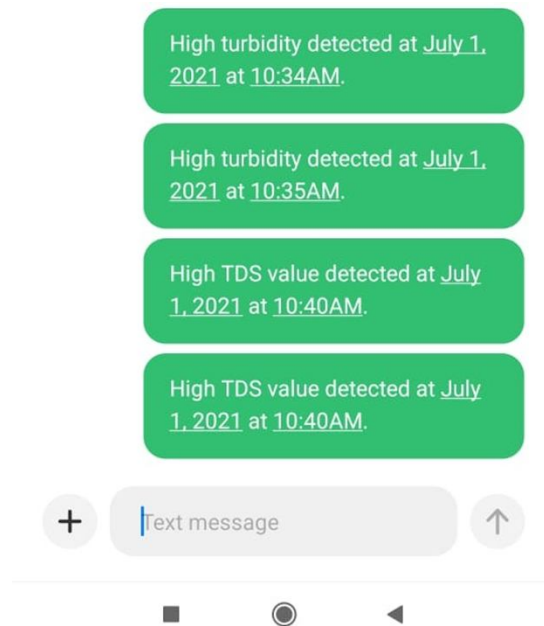 High turbidity detected at July 1,
2021 at 10:34AM.
High turbidity detected at July 1,
2021 at 10:35AM.
High TDS value detected at July
1, 2021 at 10:40AM.
High TDS value detected at July
1, 2021 at 10:40AM.
Text message